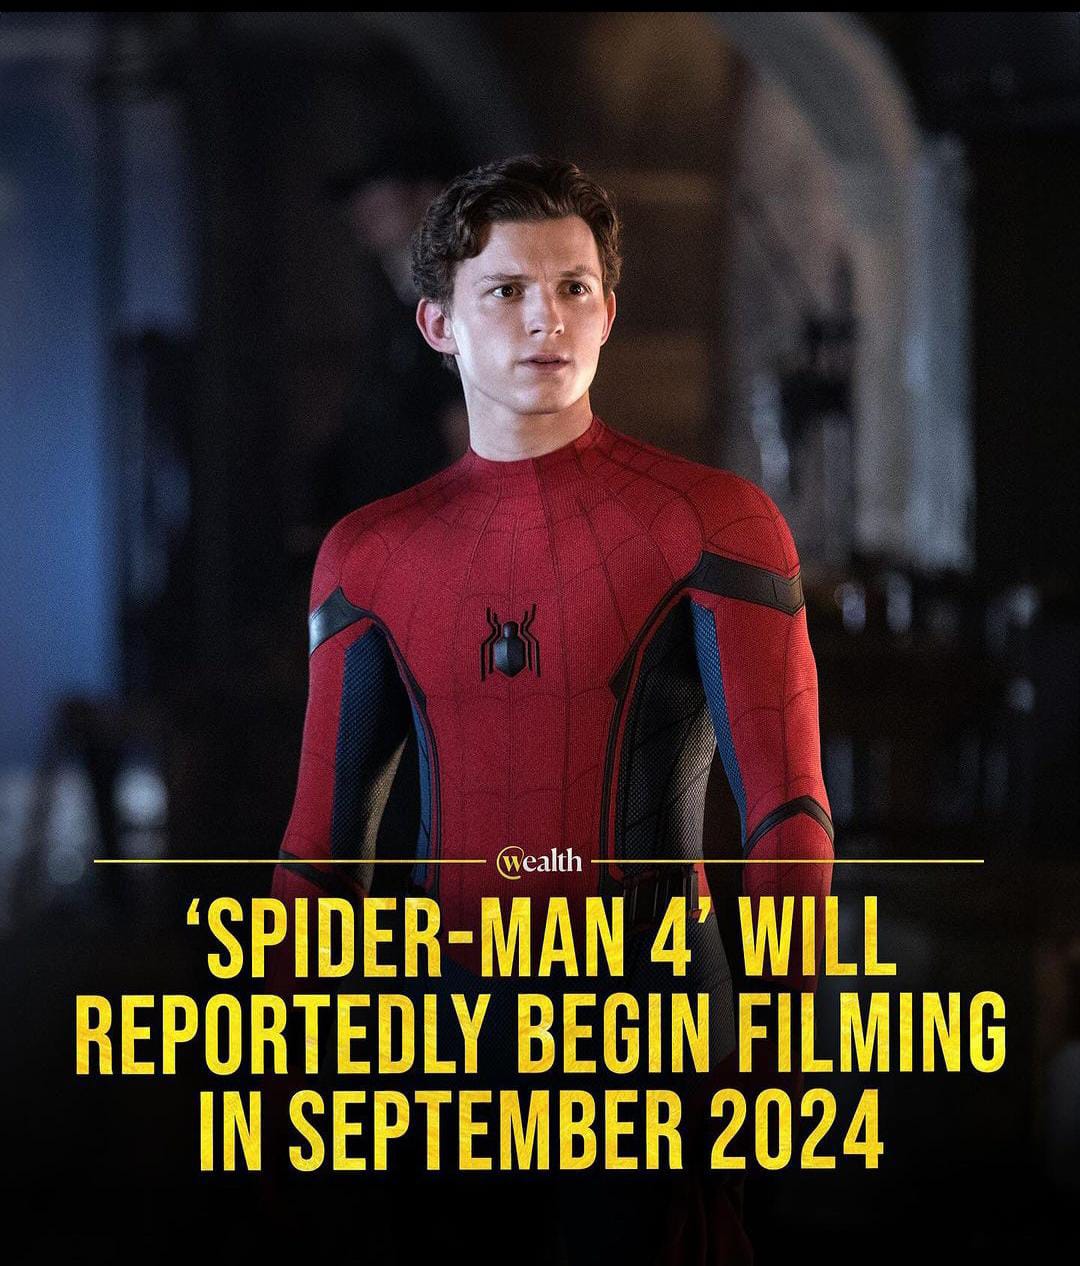 wealth
‘SPIDER-MAN 4’ WILL
REPORTEDLY BEGIN FILMING
IN SEPTEMBER 2024